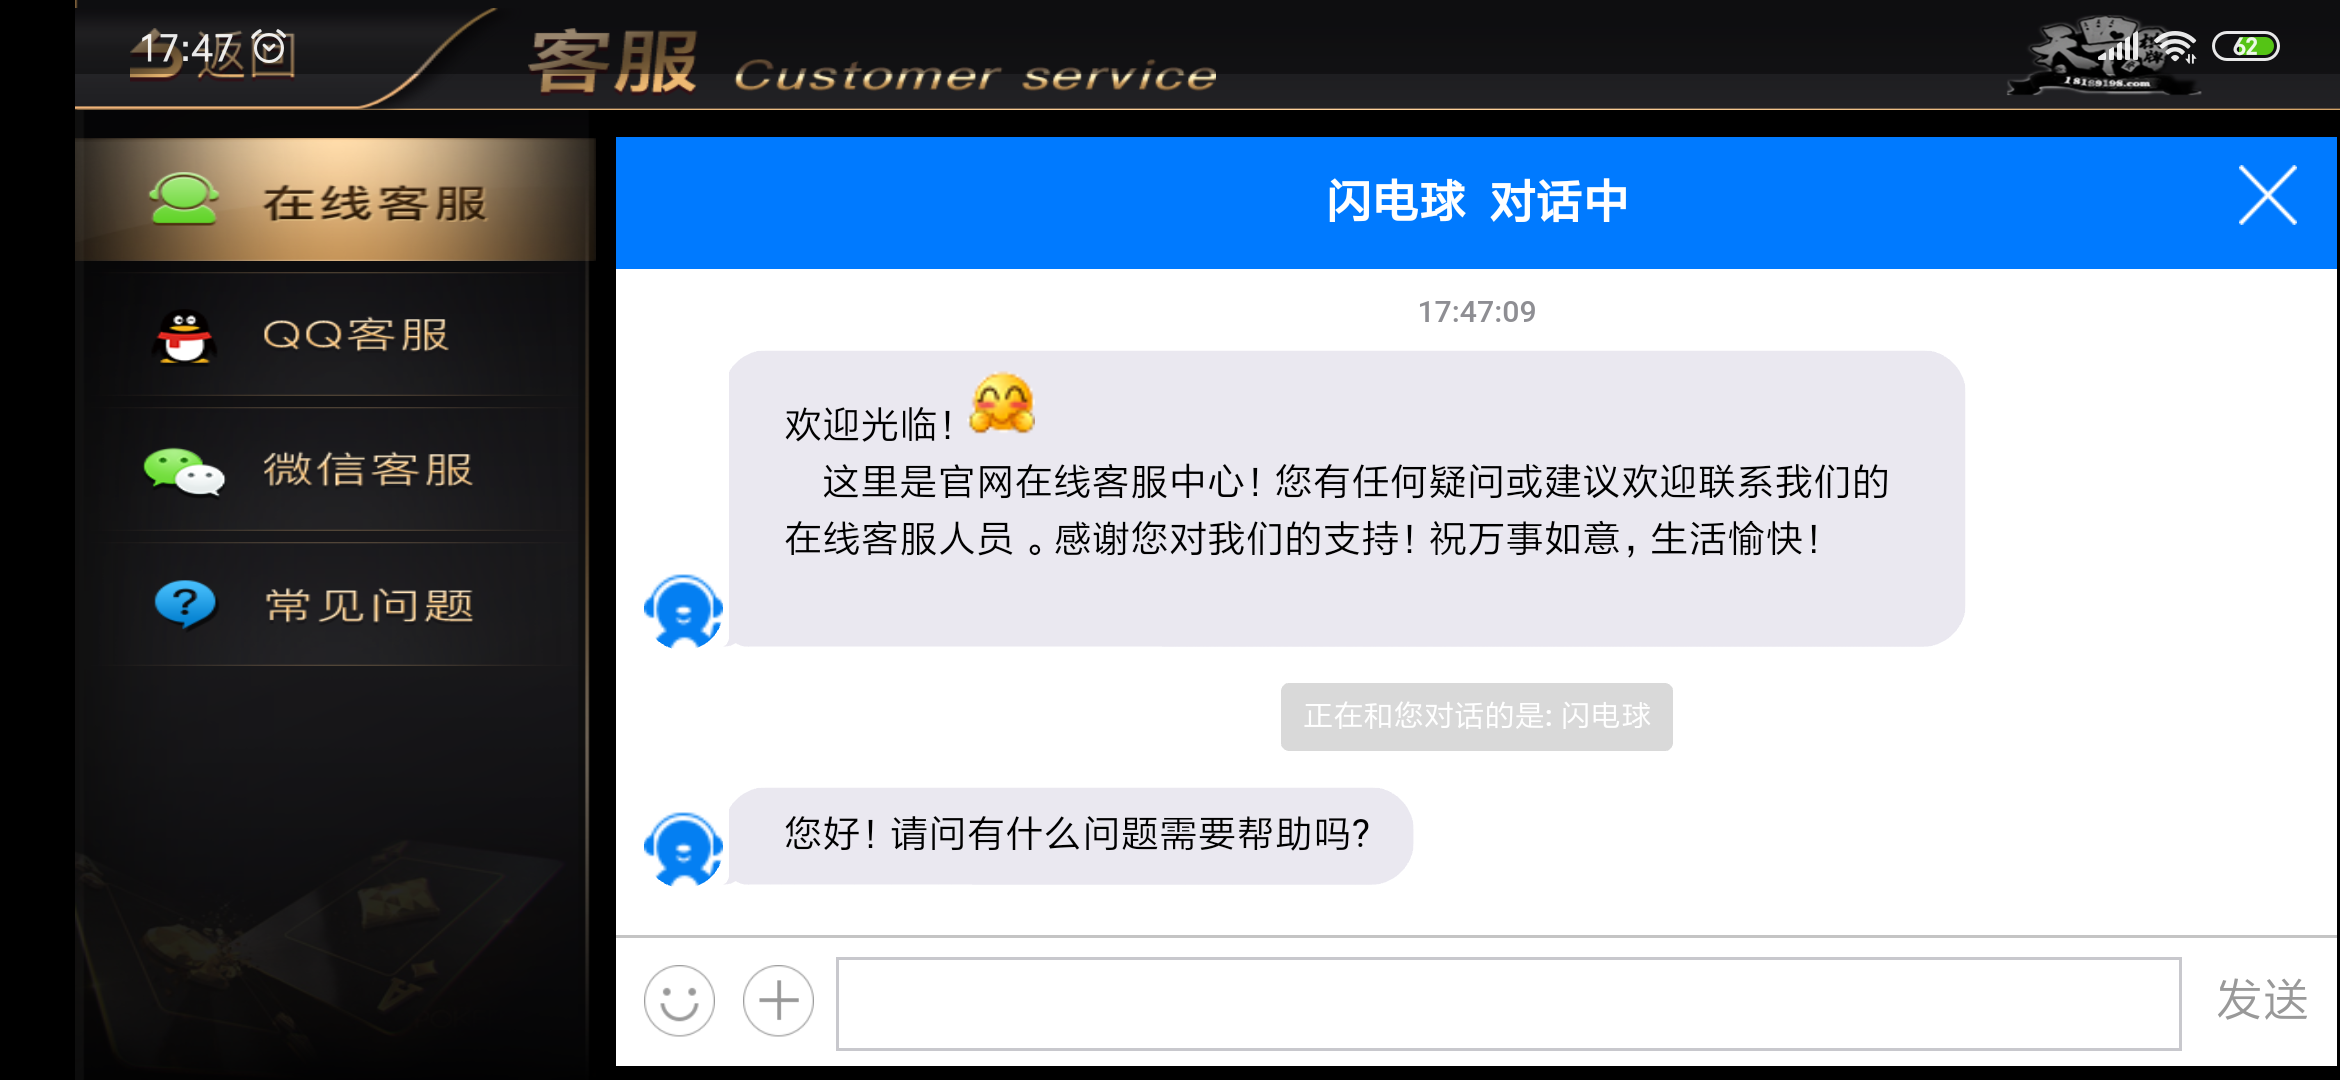 17:47
返回
客服 Customer service
62
18189198.com
在线客服
QQ客服
微信客服
常见问题
闪电球 对话中
17:47:09
欢迎光临！
这里是官网在线客服中心！您有任何疑问或建议欢迎联系我们的
在线客服人员 。感谢您对我们的支持！祝万事如意，生活愉快！
正在和您对话的是: 闪电球
您好！请问有什么问题需要帮助吗?
发送